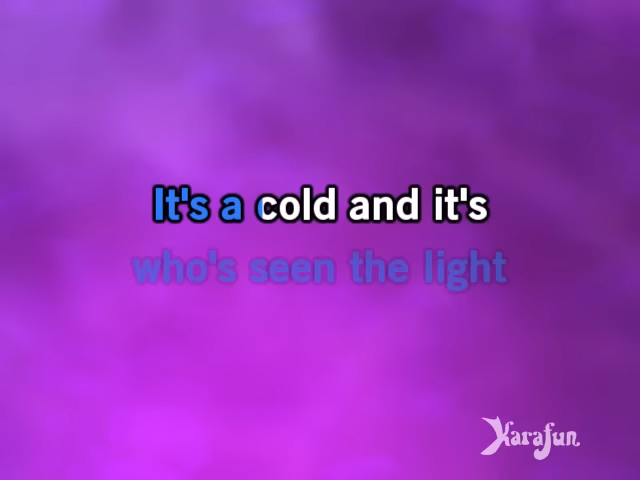 It's a cold and it's
who's seen the light
Karafun